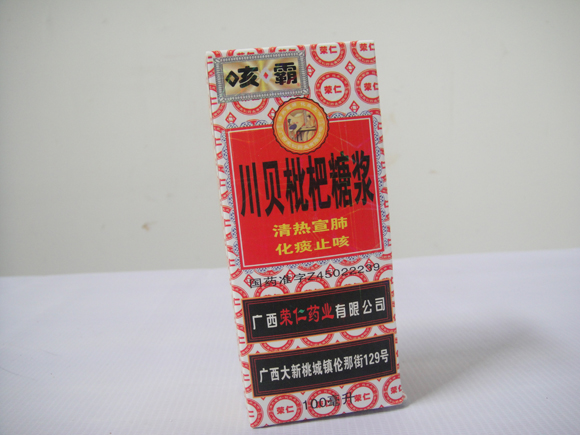 咳霸
荣仁
川贝枇杷糖浆
清热宣肺
化痰止咳
国药准字Z45022239
广西荣仁药业有限公司
广西大新桃城镇伦那街129号
100毫升